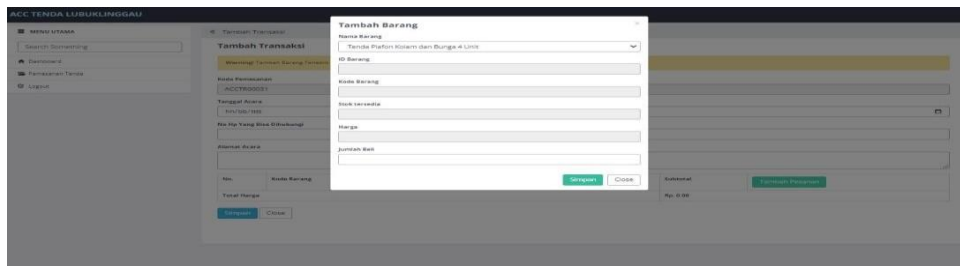 ACC TENDA LUBUKLINGGAU
MENU UTAMA
Search Something
Dashboard
Pemesanan Tenda
Logout
Tambah Transaksi
Tambah Transaksi
Warning! Tambah Barang
Kode Pemesanan
ACCTR00031
Tanggal Acara
No Hp Yang Bisa Dihubungi
Alamat Acara
No. Kode Barang Subtotal Tambah Pesanan
Total Harga Rp. 0.00
Simpan Close
Tambah Barang
Nama Barang
Tenda Plafon Kolam dan Bunga 4 Unit
ID Barang
Kode Barang
Stok tersedia
Harga
Jumlah Beli
Simpan Close